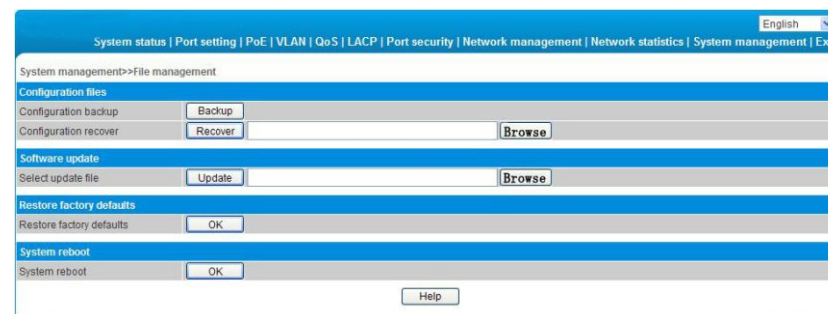 English
System status | Port setting | PoE | VLAN | QoS | LACP | Port security | Network management | Network statistics | System management | Ex
System management>>File management
Configuration files
Configuration backup Backup
Configuration recover Recover Browse
Software update
Select update file Update Browse
Restore factory defaults
Restore factory defaults OK
System reboot
System reboot OK
Help